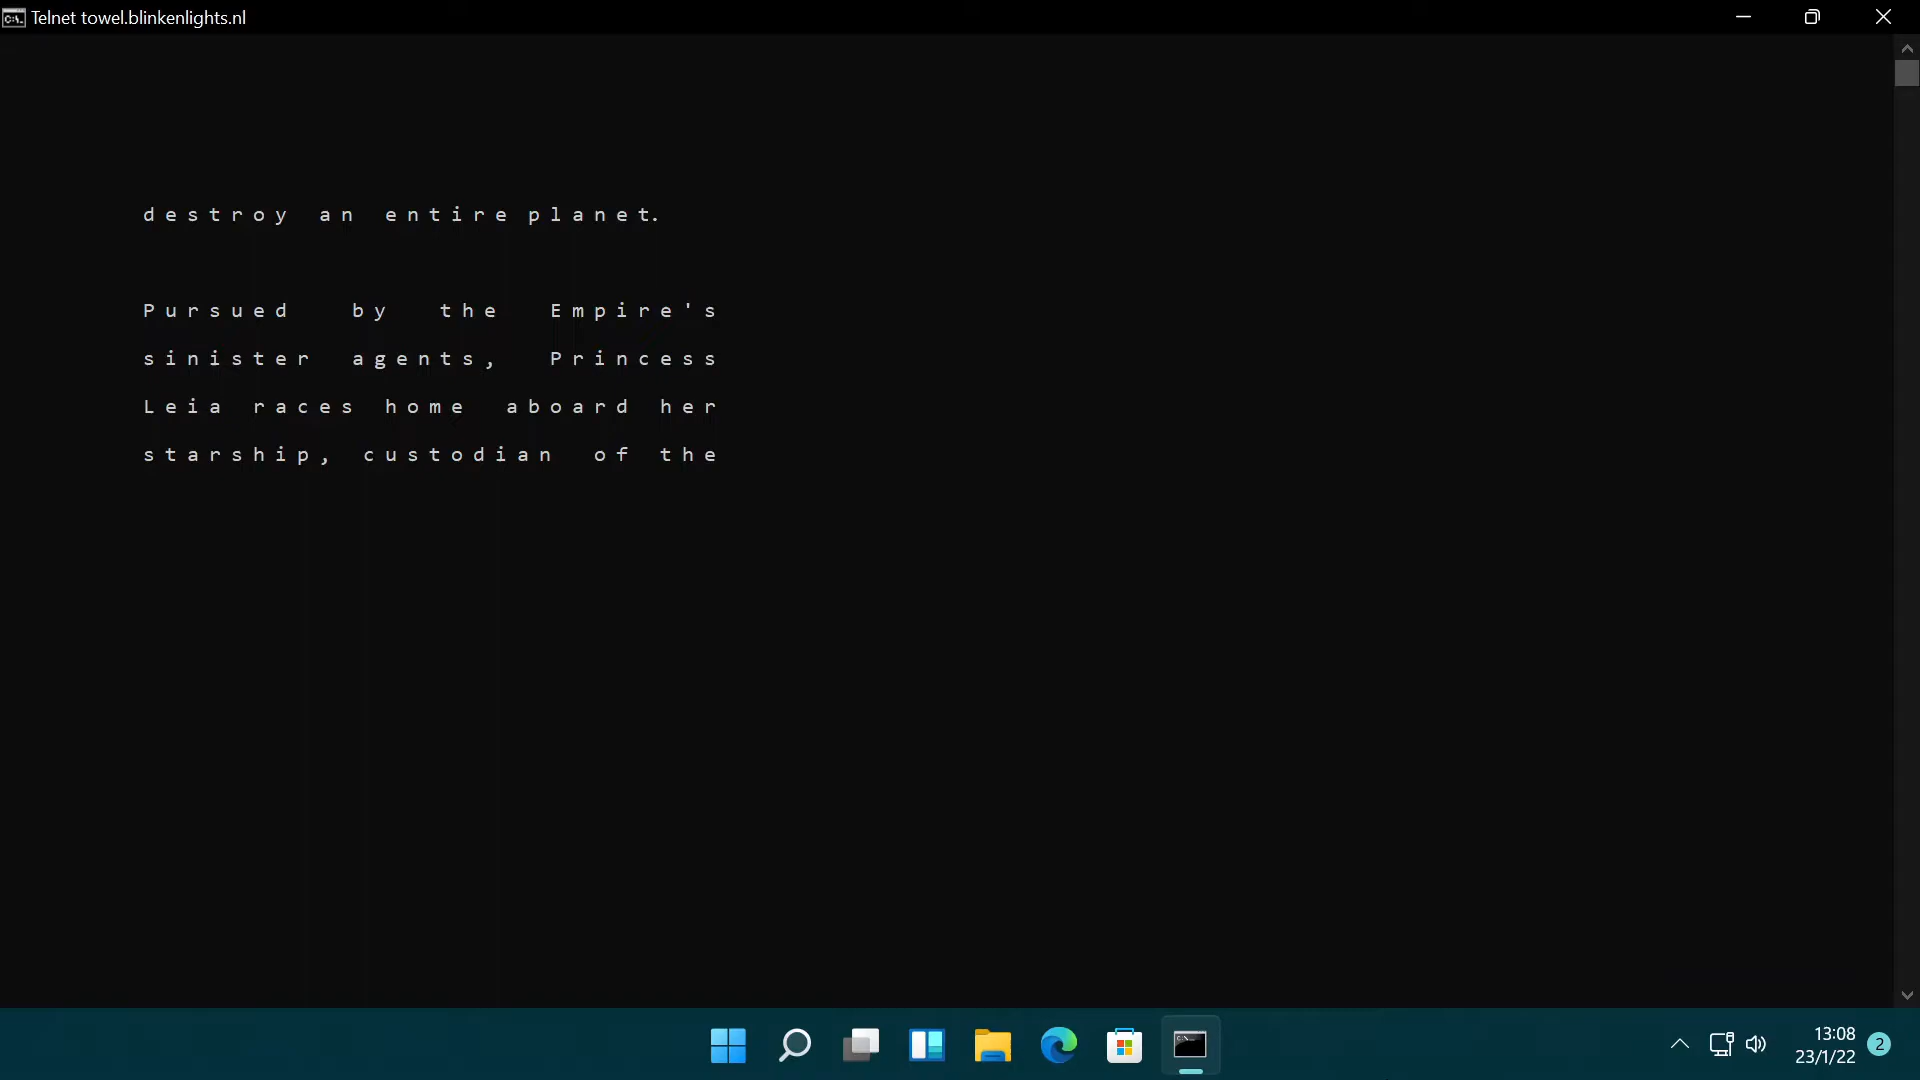 Telnet towel.blinkenlights.nl
destroy an entire planet.
Pursued by the Empire's
sinister agents, Princess
Leia races home aboard her
starship, custodian of the
13:08
23/1/22
2